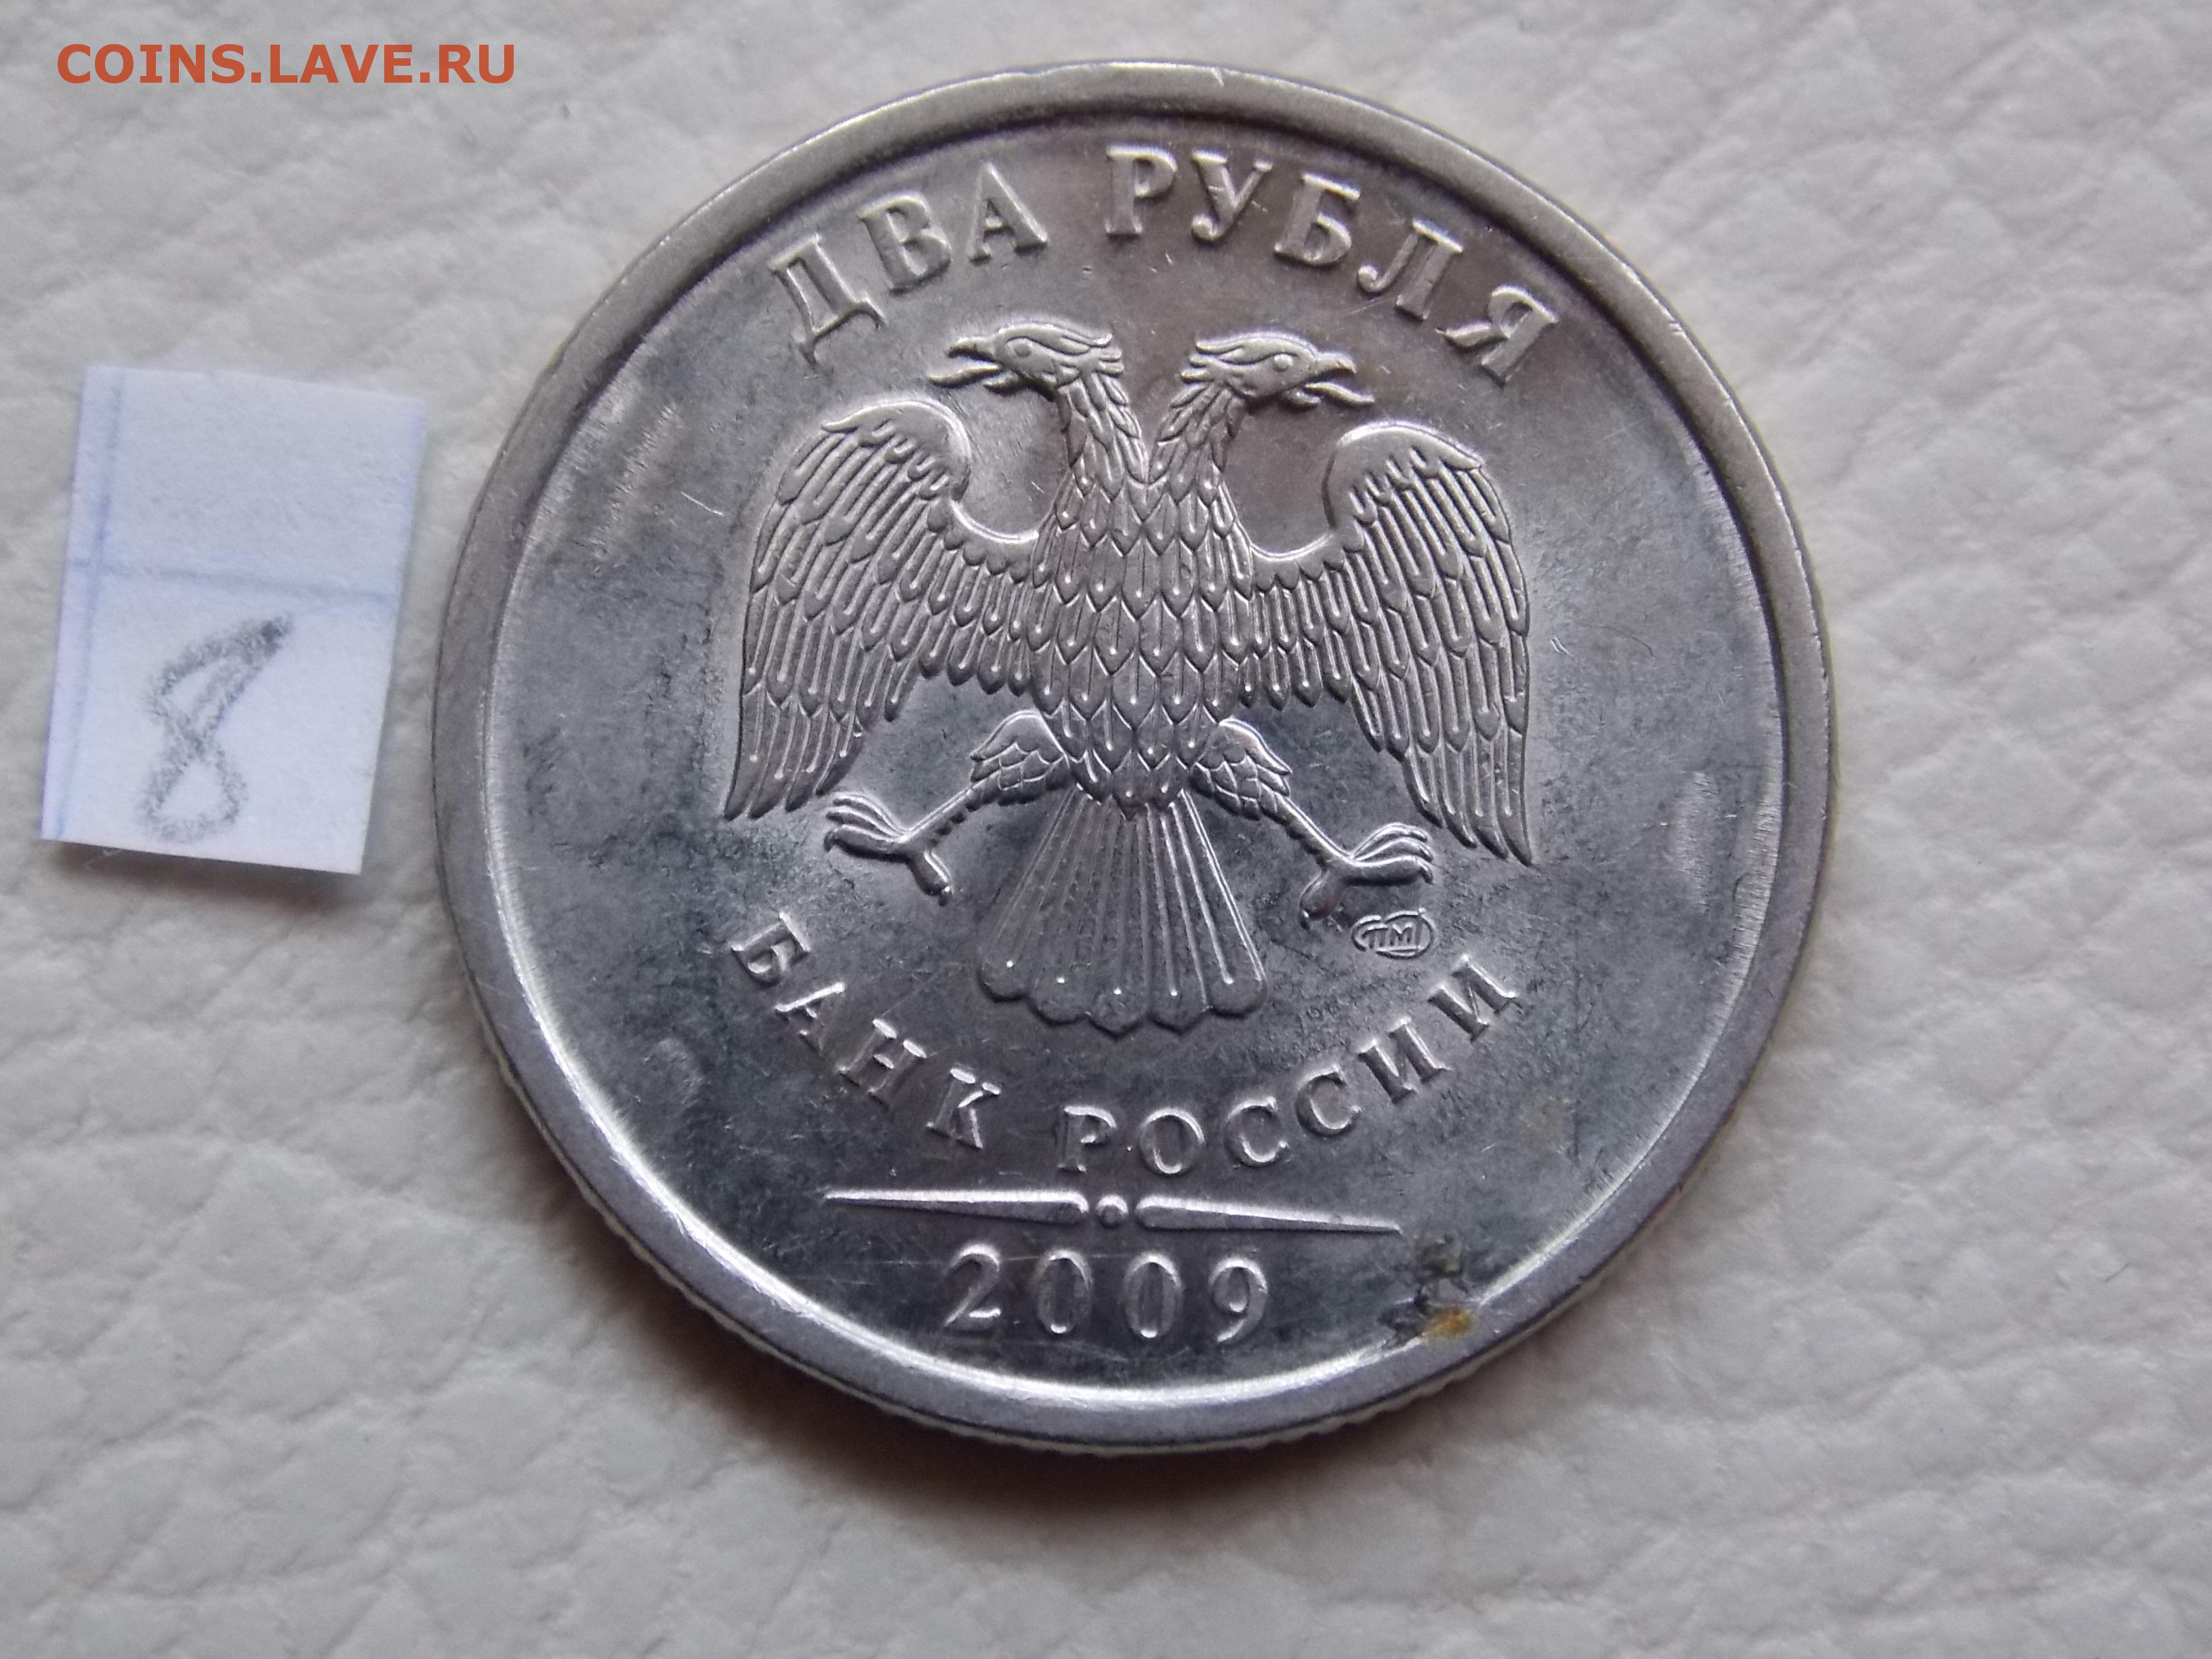 COINS.LAVE.RU
ДВА РУБЛЯ
8
СПМД
БАНК РОССИИ
2009